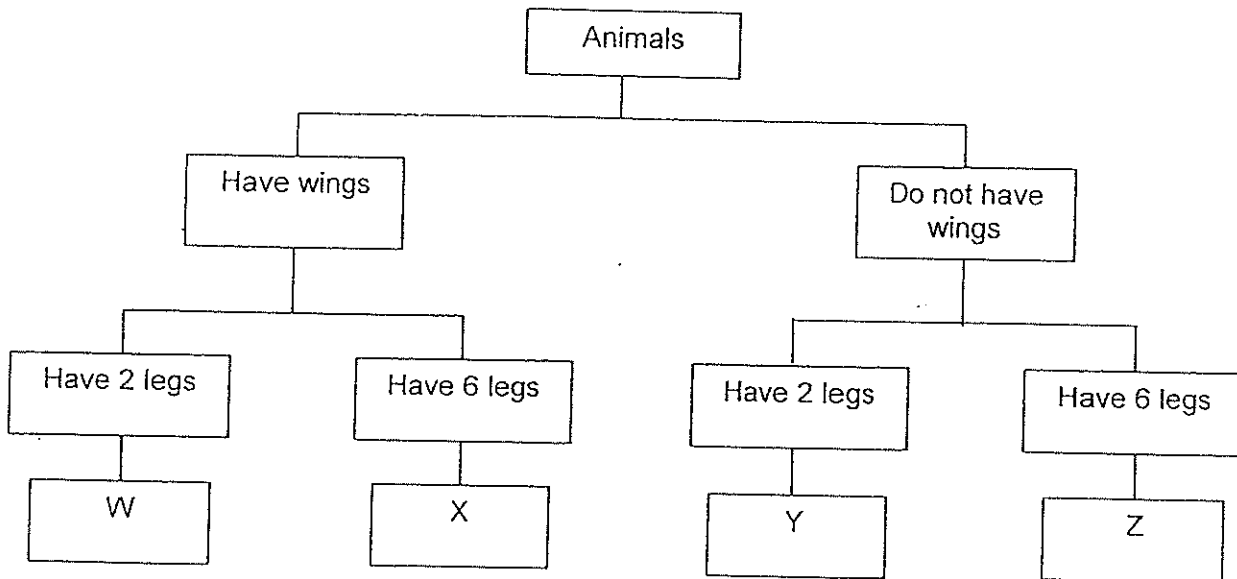 Animals
Have wings
Do not have
wings
Have 2 legs
Have 6 legs
Have 2 legs
Have 6 legs
W
X
Y
Z